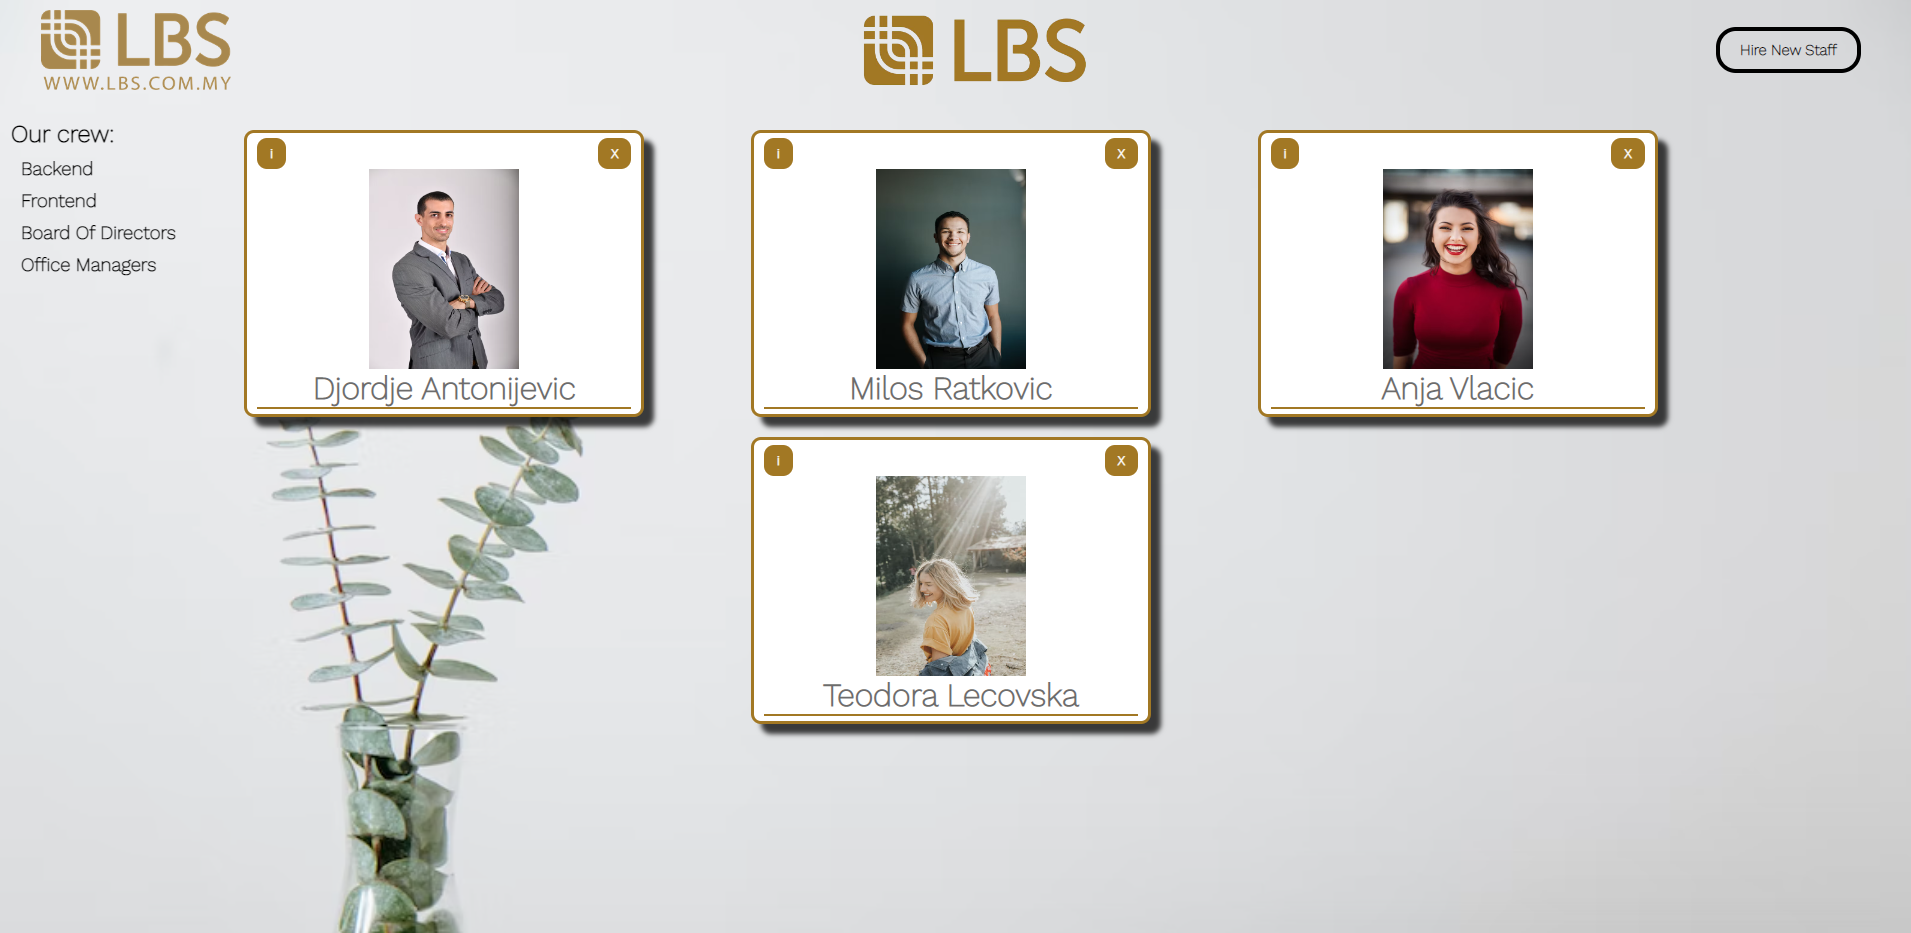 LBS
WWW.LBS.COM.MY
LBS
Hire New Staff
Our crew:
Backend
Frontend
Board Of Directors
Office Managers
i
X
Djordje Antonijevic
i
X
Milos Ratkovic
i
X
Anja Vlacic
i
X
Teodora Lecovska